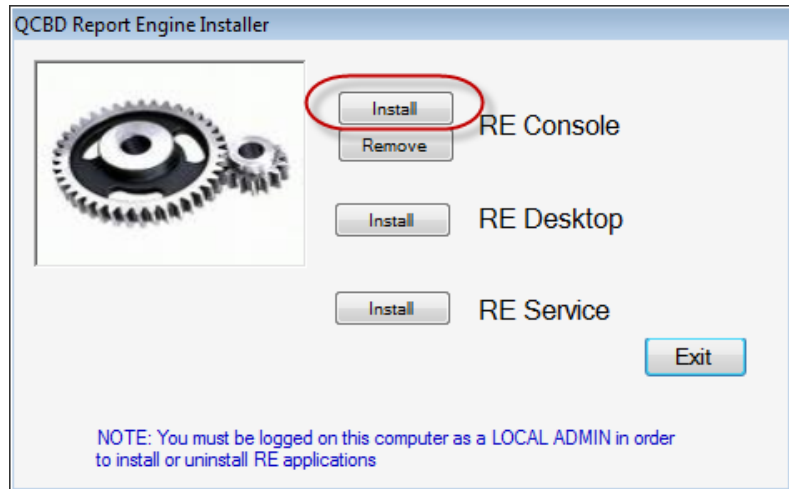 QCBD Report Engine Installer
Install
RE Console
Remove
Install
RE Desktop
Install
RE Service
Exit
NOTE: You must be logged on this computer as a LOCAL ADMIN in order
to install or uninstall RE applications